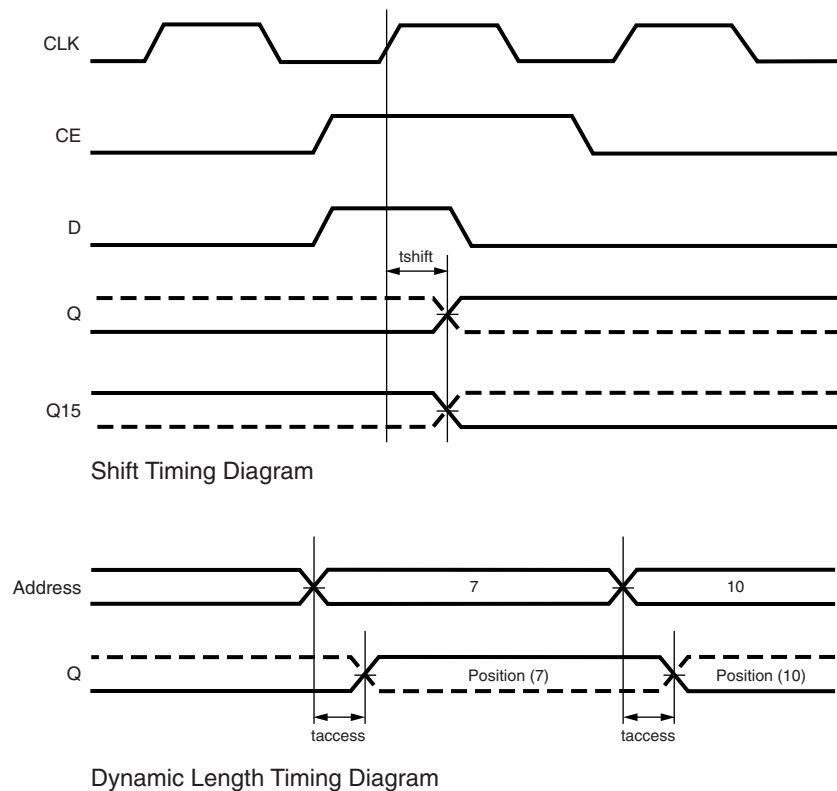 CLK
CE
D
tshift
Q
Q15
Shift Timing Diagram
Address 7 10
Q Position (7) Position (10)
taccess taccess
Dynamic Length Timing Diagram